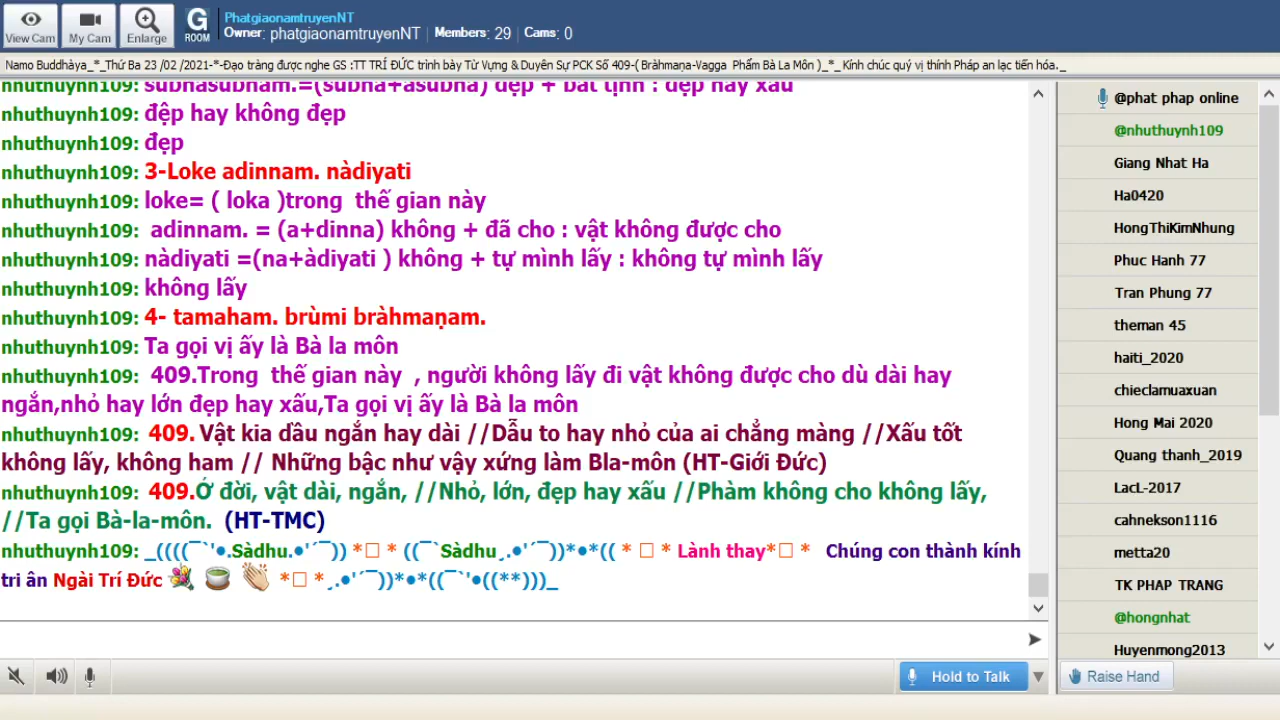 View Cam
My Cam
Enlarge
G
ROOM
PhatgiaonamtruyenNT
Owner: phatgiaonamtruyenNT | Members: 29 | Cams: 0
Namo Buddhàya_*_Thứ Ba 23 /02 /2021-*-Đạo tràng được nghe GS :TT TRÍ ĐỨC trình bày Từ Vựng & Duyên Sự PCK Số 409-( Bràhmaṇa-Vagga Phẩm Bà La Môn )_*_ Kính chúc quý vị thính Pháp an lạc tiến hóa._
nhuthuynh109: subhàsubham.=(subha+asubha) đẹp + bất tịnh : đẹp hay xấu
nhuthuynh109: đệp hay không đẹp
nhuthuynh109: đẹp
nhuthuynh109: 3-Loke adinnam. nàdiyati
nhuthuynh109: loke= ( loka )trong thế gian này
nhuthuynh109: adinnam. = (a+dinna) không + đã cho : vật không được cho
nhuthuynh109: nàdiyati =(na+àdiyati ) không + tự mình lấy : không tự mình lấy
nhuthuynh109: không lấy
nhuthuynh109: 4- tamaham. brùmi bràhmaṇam.
nhuthuynh109: Ta gọi vị ấy là Bà la môn
nhuthuynh109: 409.Trong thế gian này , người không lấy đi vật không được cho dù dài hay
ngắn,nhỏ hay lớn đẹp hay xấu,Ta gọi vị ấy là Bà la môn
nhuthuynh109: 409. Vật kia dầu ngắn hay dài //Dẫu to hay nhỏ của ai chẳng màng //Xấu tốt
không lấy, không ham // Những bậc như vậy xứng làm Bla-môn (HT-Giới Đức)
nhuthuynh109: 409.Ở đời, vật dài, ngắn, //Nhỏ, lớn, đẹp hay xấu //Phàm không cho không lấy,
//Ta gọi Bà-la-môn. (HT-TMC)
nhuthuynh109: _((((¯`'•.Sàdhu.•'´¯)) *□ * ((¯`Sàdhu¸.•'´¯))*•*(( * □ * Lành thay*□ * Chúng con thành kính
tri ân Ngài Trí Đức 💐 🍵 👏 *□ *¸.•'´¯))*•*((¯`'•((**)))_
@phat phap online
@nhuthuynh109
Giang Nhat Ha
Ha0420
HongThiKimNhung
Phuc Hanh 77
Tran Phung 77
theman 45
haiti_2020
chieclamuaxuan
Hong Mai 2020
Quang thanh_2019
LacL-2017
cahnekson1116
metta20
TK PHAP TRANG
@hongnhat
Huyenmong2013
Hold to Talk
Raise Hand